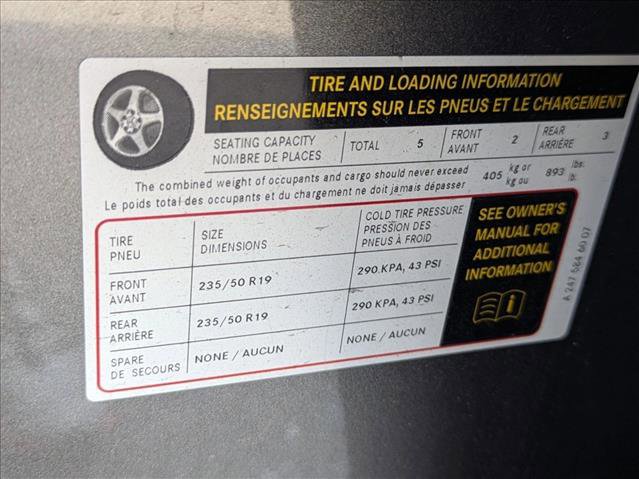 TIRE AND LOADING INFORMATION
RENSEIGNEMENTS SUR LES PNEUS ET LE CHARGEMENT
SEATING CAPACITY
NOMBRE DE PLACES
TOTAL 5
FRONT
AVANT
2
REAR
ARRIÈRE
3
The combined weight of occupants and cargo should never exceed
Le poids total des occupants et du chargement ne doit jamais dépasser
405 kg or
kg ou
893 lbs.
lb.
TIRE
PNEU
SIZE
DIMENSIONS
COLD TIRE PRESSURE
PRESSION DES
PNEUS À FROID
FRONT
AVANT
235/50 R19
290 KPA, 43 PSI
REAR
ARRIÈRE
235/50 R19
290 KPA, 43 PSI
SPARE
DE SECOURS
NONE / AUCUN
NONE / AUCUN
SEE OWNER'S
MANUAL FOR
ADDITIONAL
INFORMATION
A 247 584 60 07